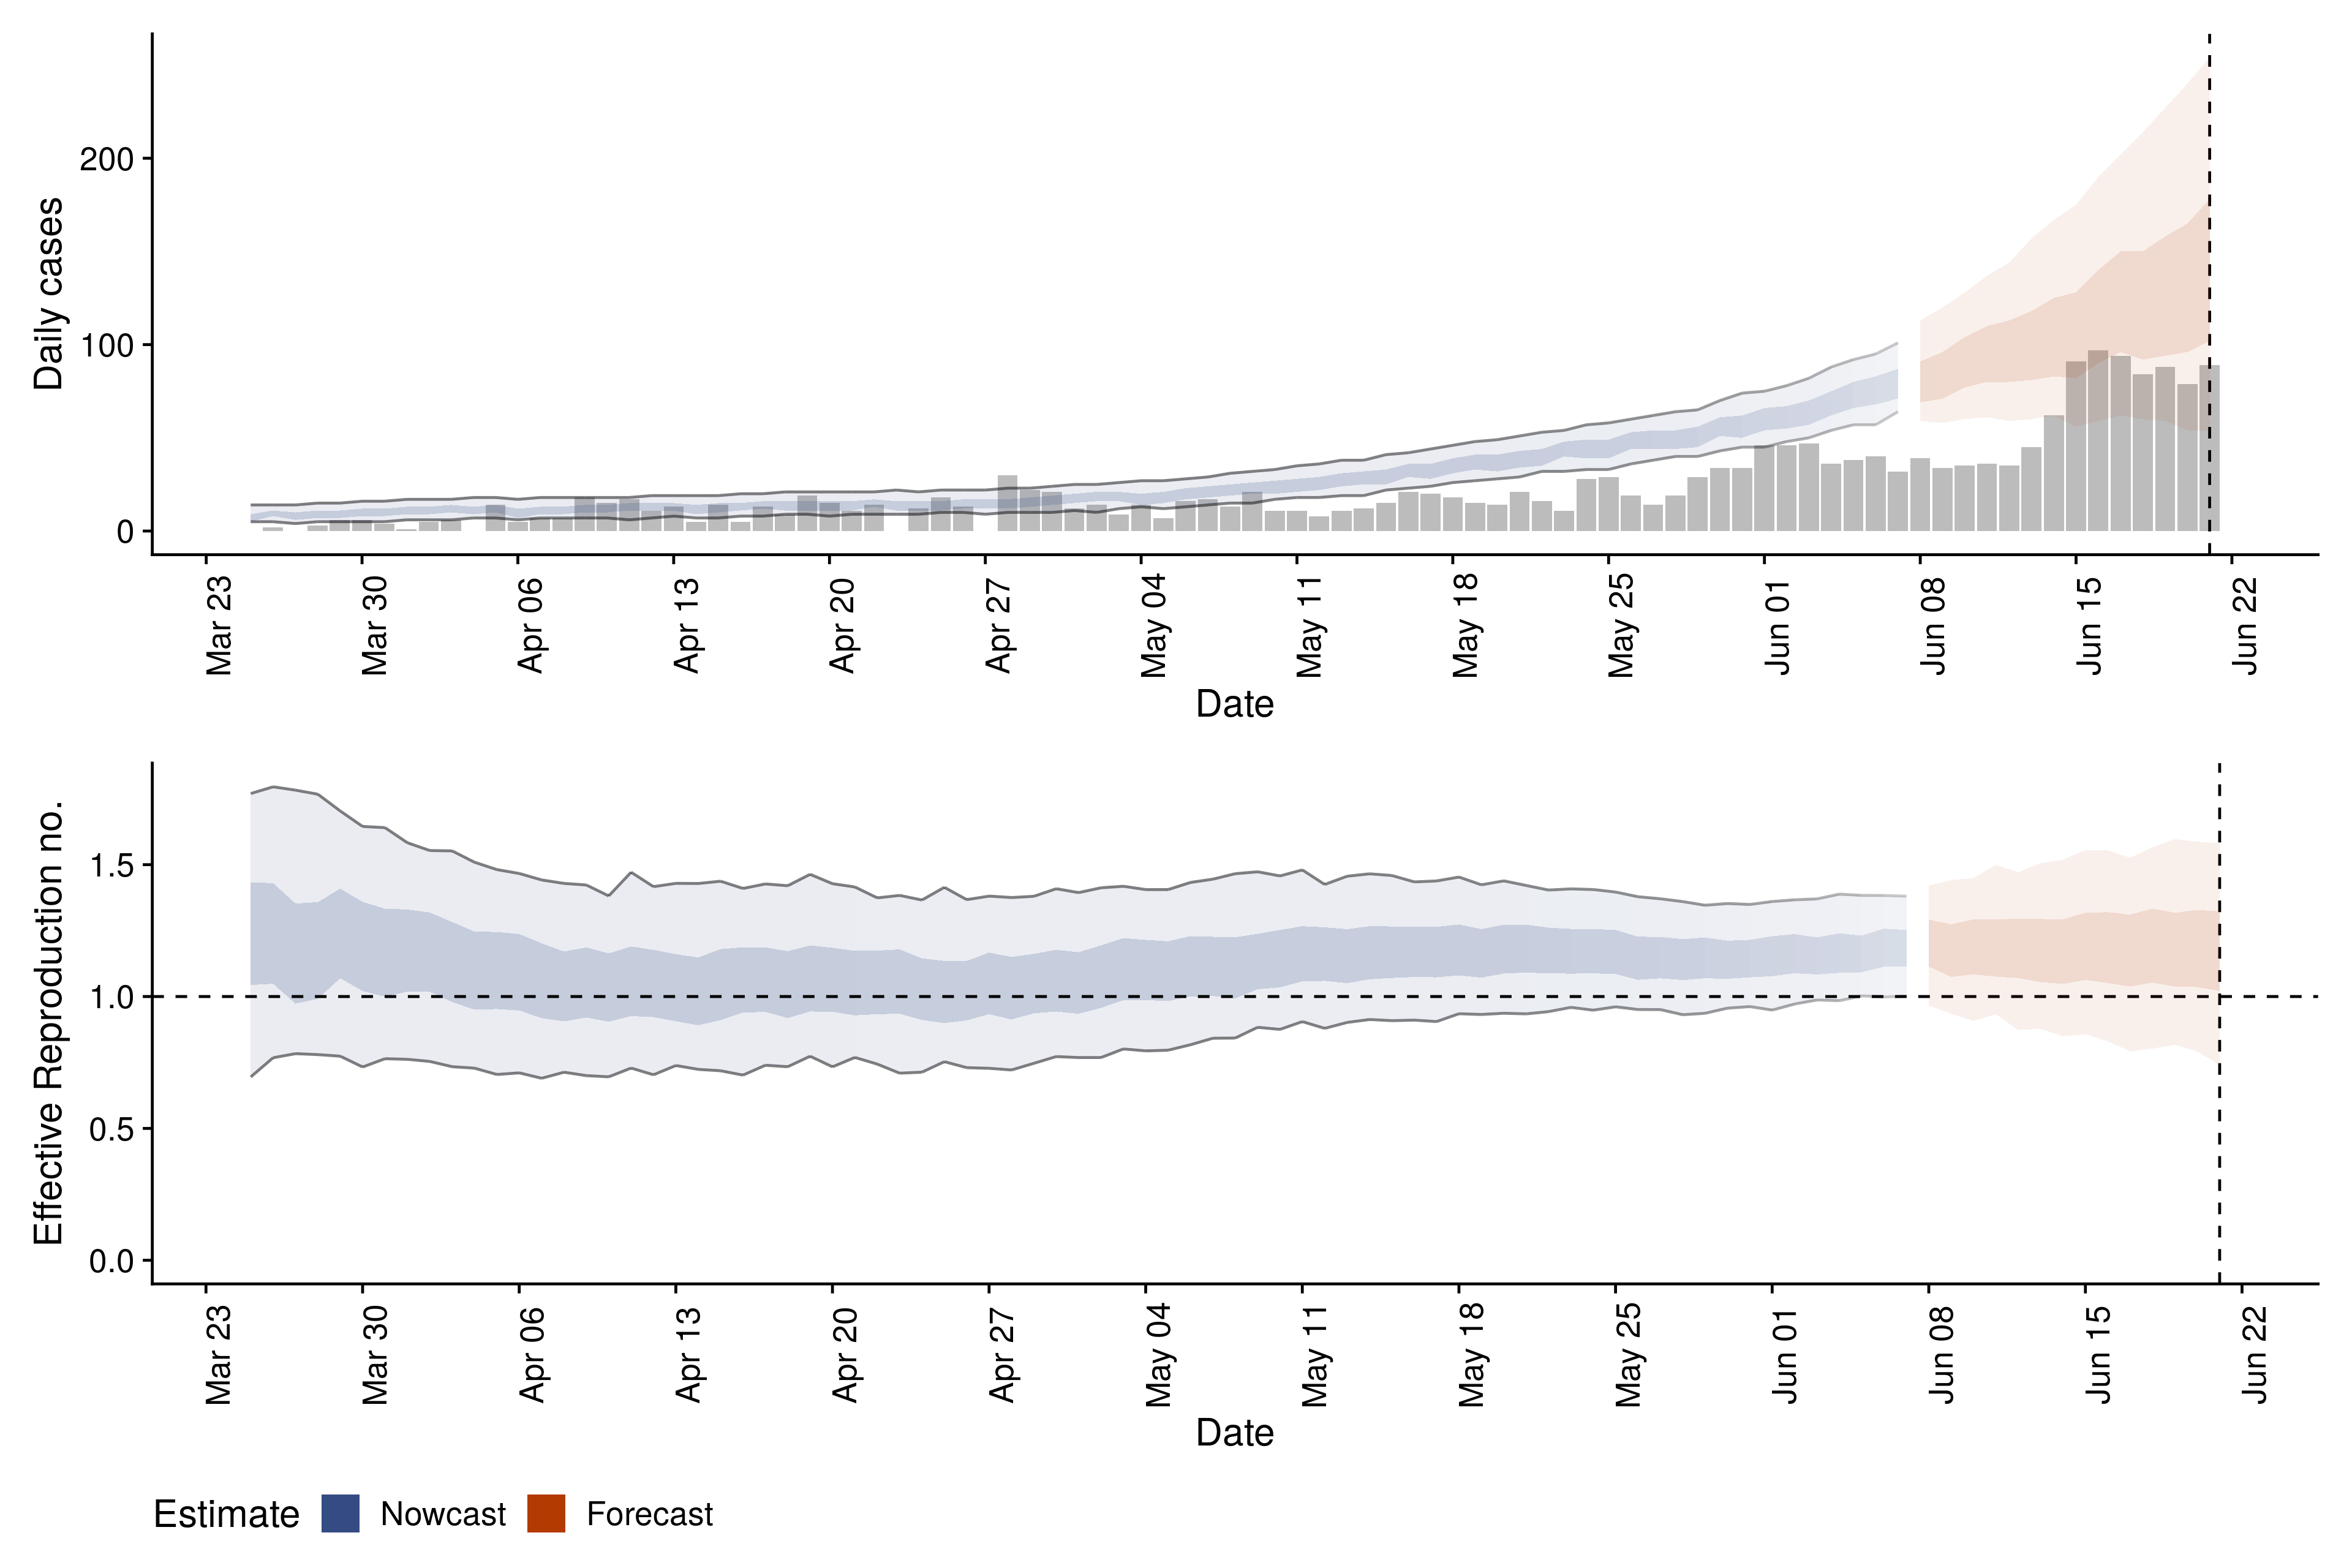 Daily cases
200
100
0
Mar 23
Mar 30
Apr 06
Apr 13
Apr 20
Apr 27
May 04
May 11
May 18
May 25
Jun 01
Jun 08
Jun 15
Jun 22
Date
Effective Reproduction no.
1.5
1.0
0.5
0.0
Mar 23
Mar 30
Apr 06
Apr 13
Apr 20
Apr 27
May 04
May 11
May 18
May 25
Jun 01
Jun 08
Jun 15
Jun 22
Date
Estimate Nowcast Forecast